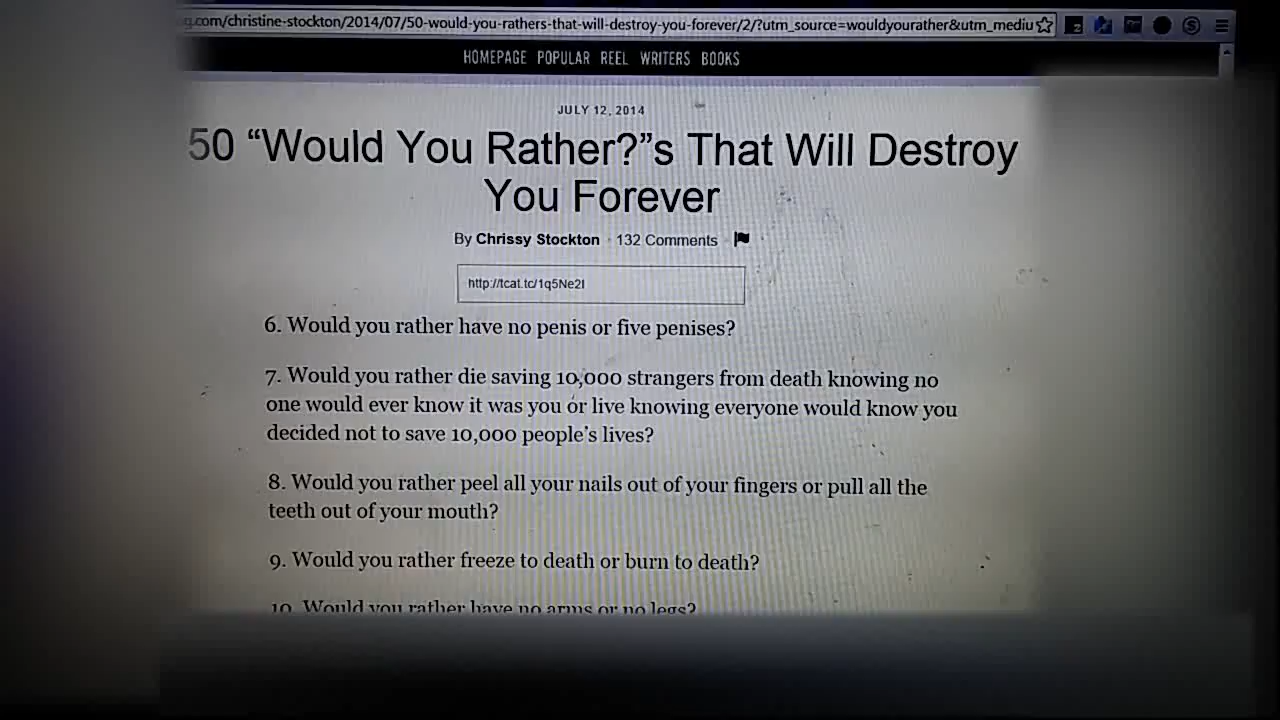 g.com/christine-stockton/2014/07/50-would-you-rathers-that-will-destroy-you-forever/2/?utm_source=wouldyourather&utm_mediu
HOMEPAGE POPULAR REEL WRITERS BOOKS
JULY 12, 2014
50 “Would You Rather?”s That Will Destroy
You Forever
By Chrissy Stockton · 132 Comments
http://tcat.tc/1q5Ne2I
6. Would you rather have no penis or five penises?
7. Would you rather die saving 10,000 strangers from death knowing no
one would ever know it was you or live knowing everyone would know you
decided not to save 10,000 people’s lives?
8. Would you rather peel all your nails out of your fingers or pull all the
teeth out of your mouth?
9. Would you rather freeze to death or burn to death?
10. Would you rather have no arms or no legs?